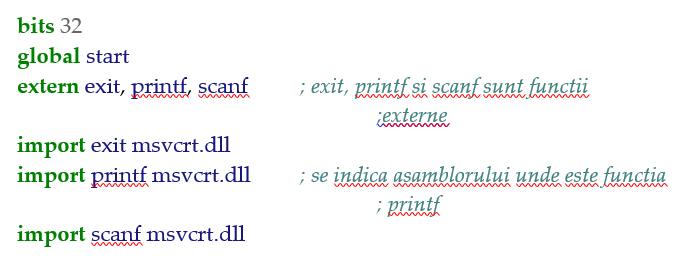 bits 32
global start
extern exit, printf, scanf ; exit, printf si scanf sunt functii
;externe
import exit msvcrt.dll
import printf msvcrt.dll ; se indica asamblorului unde este functia
; printf
import scanf msvcrt.dll